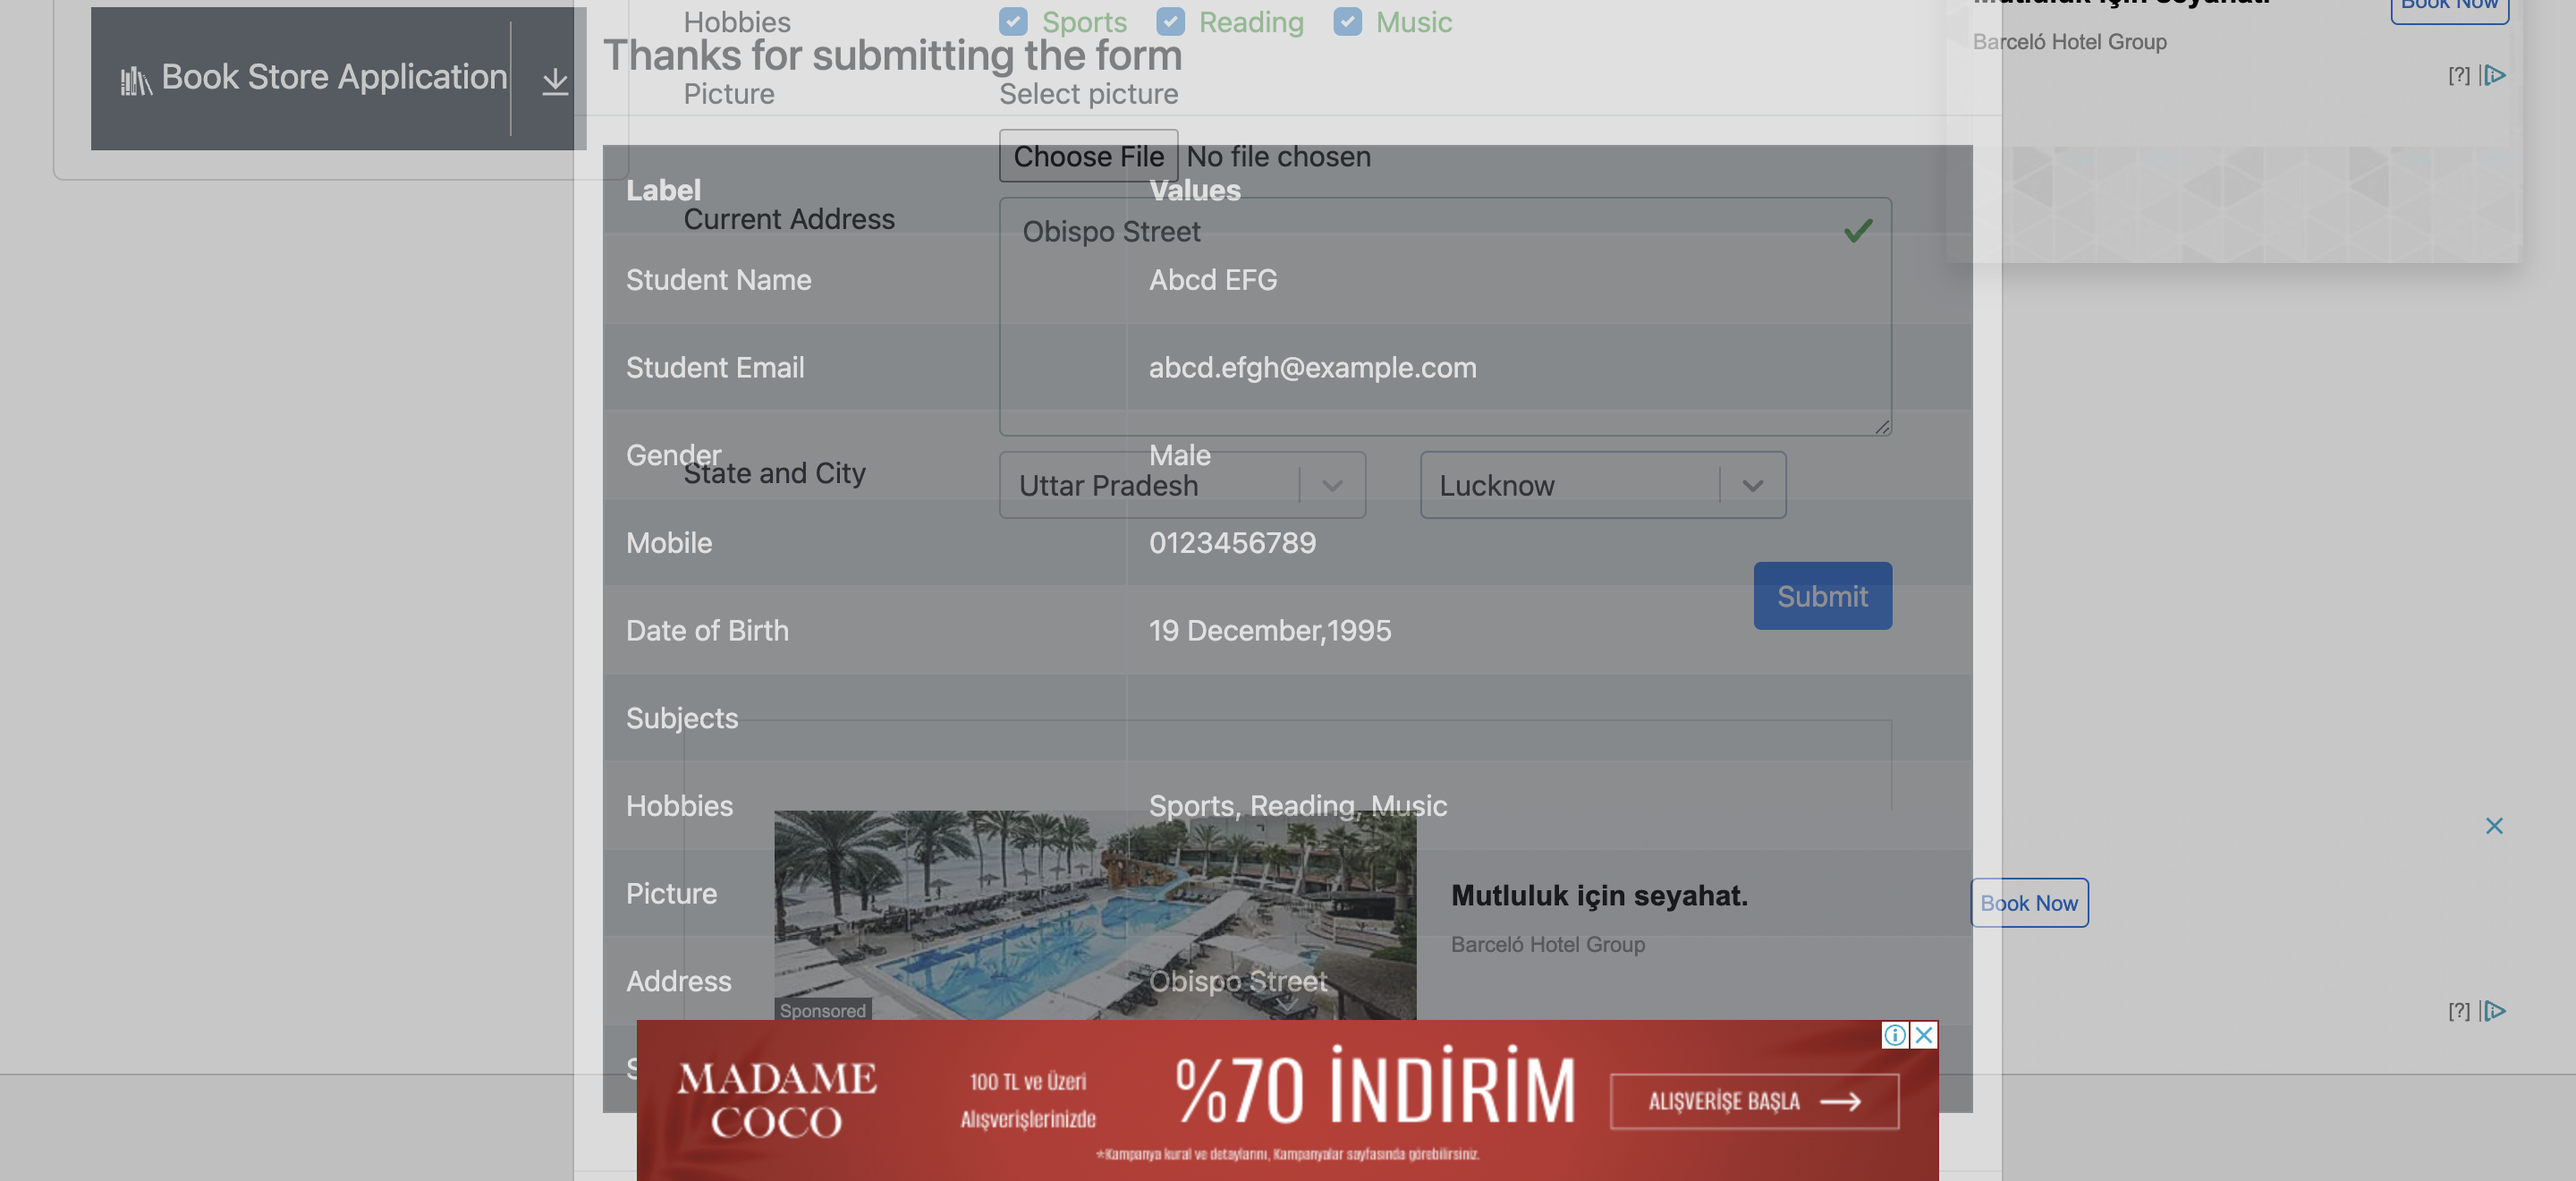 Hobbies
Sports
Reading
Music
Thanks for submitting the form
Book Store Application
Picture
Select picture
Choose File
No file chosen
Label
Values
Current Address
Obispo Street
Student Name
Abcd EFG
Student Email
abcd.efgh@example.com
Gender
Male
State and City
Uttar Pradesh
Lucknow
Mobile
0123456789
Submit
Date of Birth
19 December,1995
Subjects
Hobbies
Sports, Reading, Music
Picture
Address
Obispo Street
S
Mutluluk için seyahat.
Book Now
Barceló Hotel Group
[?]
Mutluluk için seyahat.
Barceló Hotel Group
Book Now
Sponsored
[?]
MADAME
COCO
100 TL ve Üzeri
Alışverişlerinizde
%70 İNDİRİM
ALIŞVERİŞE BAŞLA
*Kampanya kural ve detaylarını, Kampanyalar sayfasında görebilirsiniz.